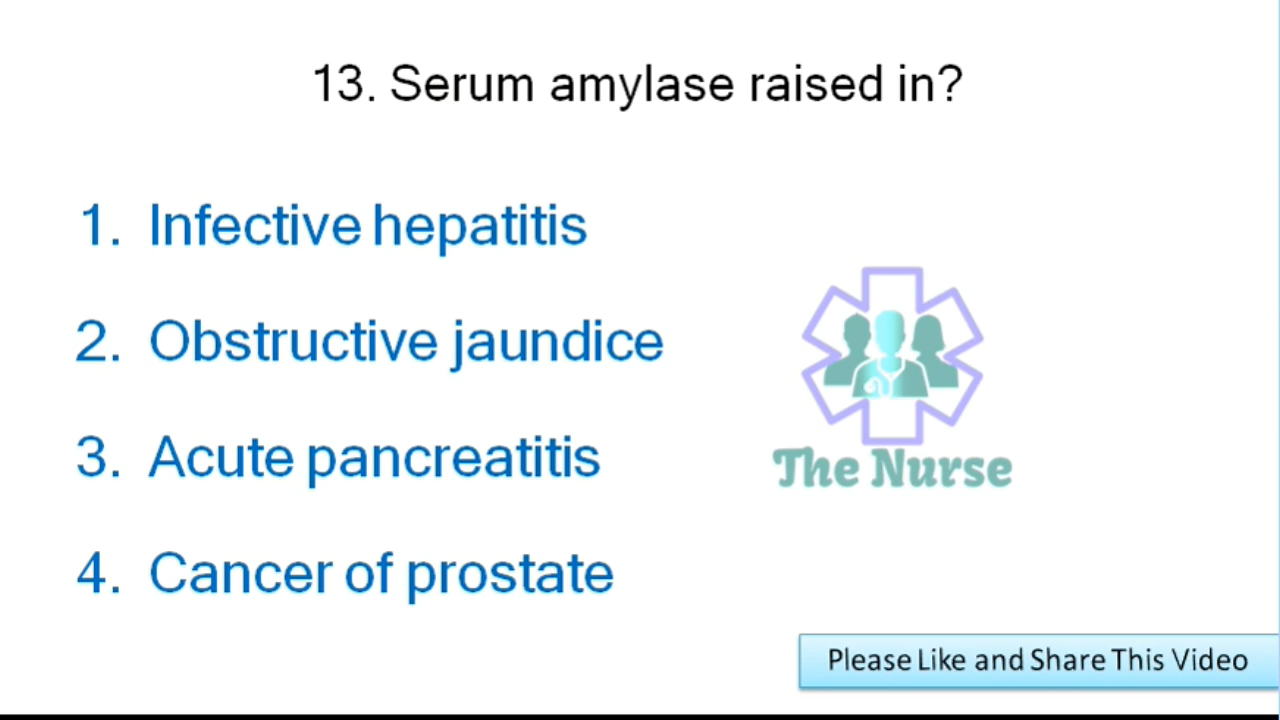 13. Serum amylase raised in?
1. Infective hepatitis
2. Obstructive jaundice
3. Acute pancreatitis
4. Cancer of prostate
The Nurse
Please Like and Share This Video